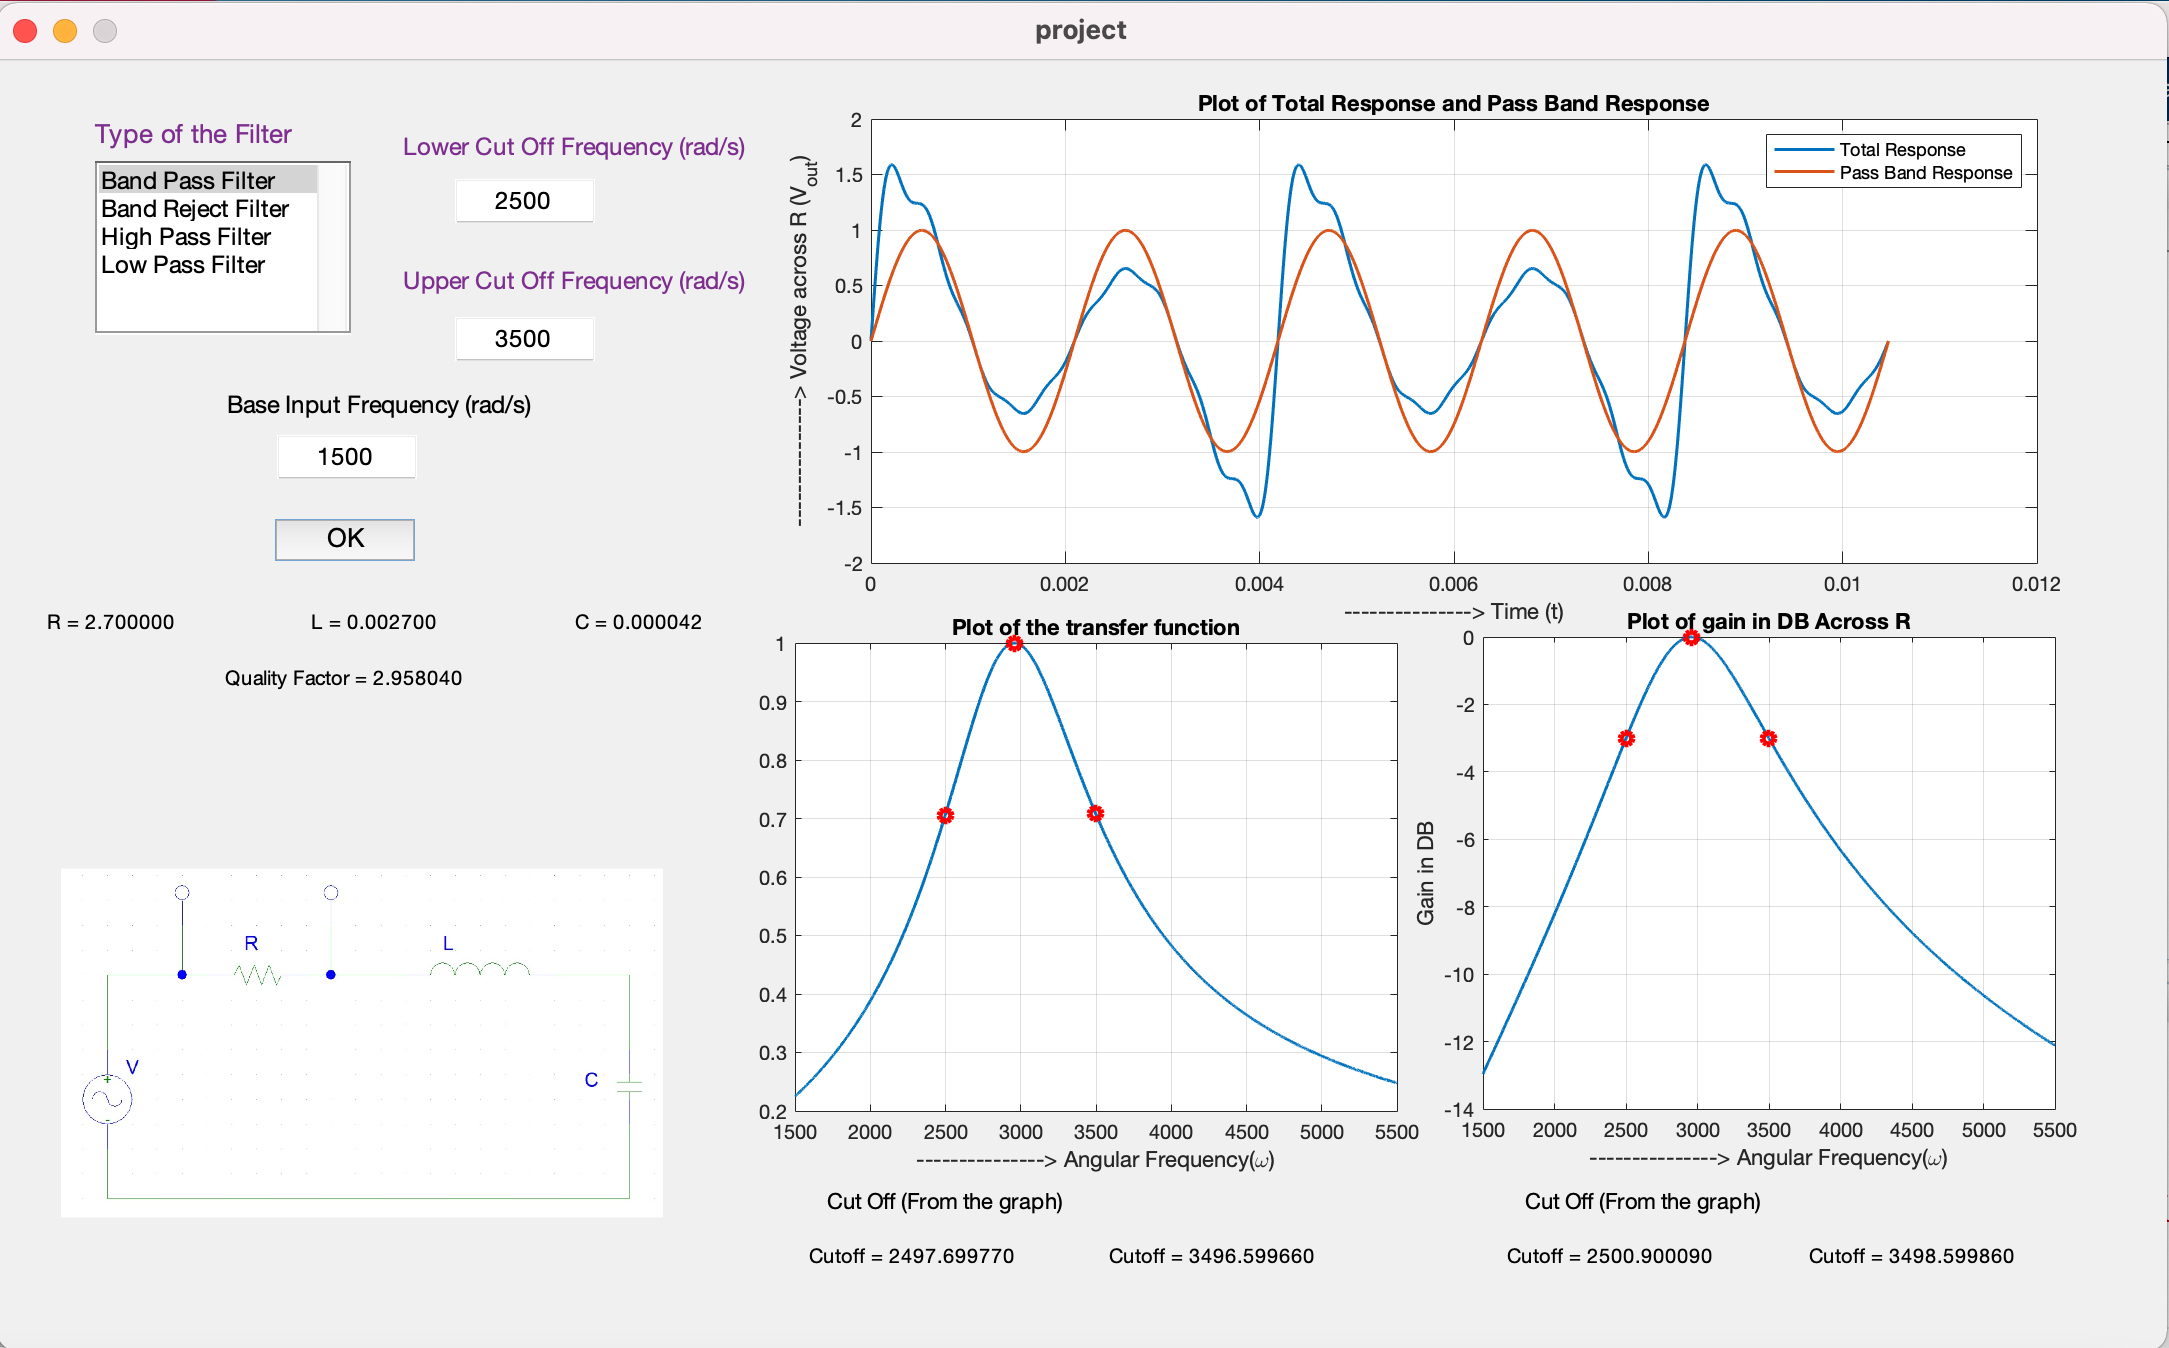 project
Type of the Filter
Band Pass Filter
Band Reject Filter
High Pass Filter
Low Pass Filter
Lower Cut Off Frequency (rad/s)
2500
Upper Cut Off Frequency (rad/s)
3500
Base Input Frequency (rad/s)
1500
OK
R = 2.700000
L = 0.002700
C = 0.000042
Quality Factor = 2.958040
R
L
V
+
-
C
Plot of Total Response and Pass Band Response
Total Response
Pass Band Response
---------------> Voltage across R (Vout)
2
1.5
1
0.5
0
-0.5
-1
-1.5
-2
0 0.002 0.004 0.006 0.008 0.01 0.012
---------------> Time (t)
Plot of the transfer function
1
0.9
0.8
0.7
0.6
0.5
0.4
0.3
0.2
1500 2000 2500 3000 3500 4000 4500 5000 5500
---------------> Angular Frequency(ω)
Cut Off (From the graph)
Cutoff = 2497.699770
Cutoff = 3496.599660
Plot of gain in DB Across R
Gain in DB
0
-2
-4
-6
-8
-10
-12
-14
1500 2000 2500 3000 3500 4000 4500 5000 5500
---------------> Angular Frequency(ω)
Cut Off (From the graph)
Cutoff = 2500.900090
Cutoff = 3498.599860